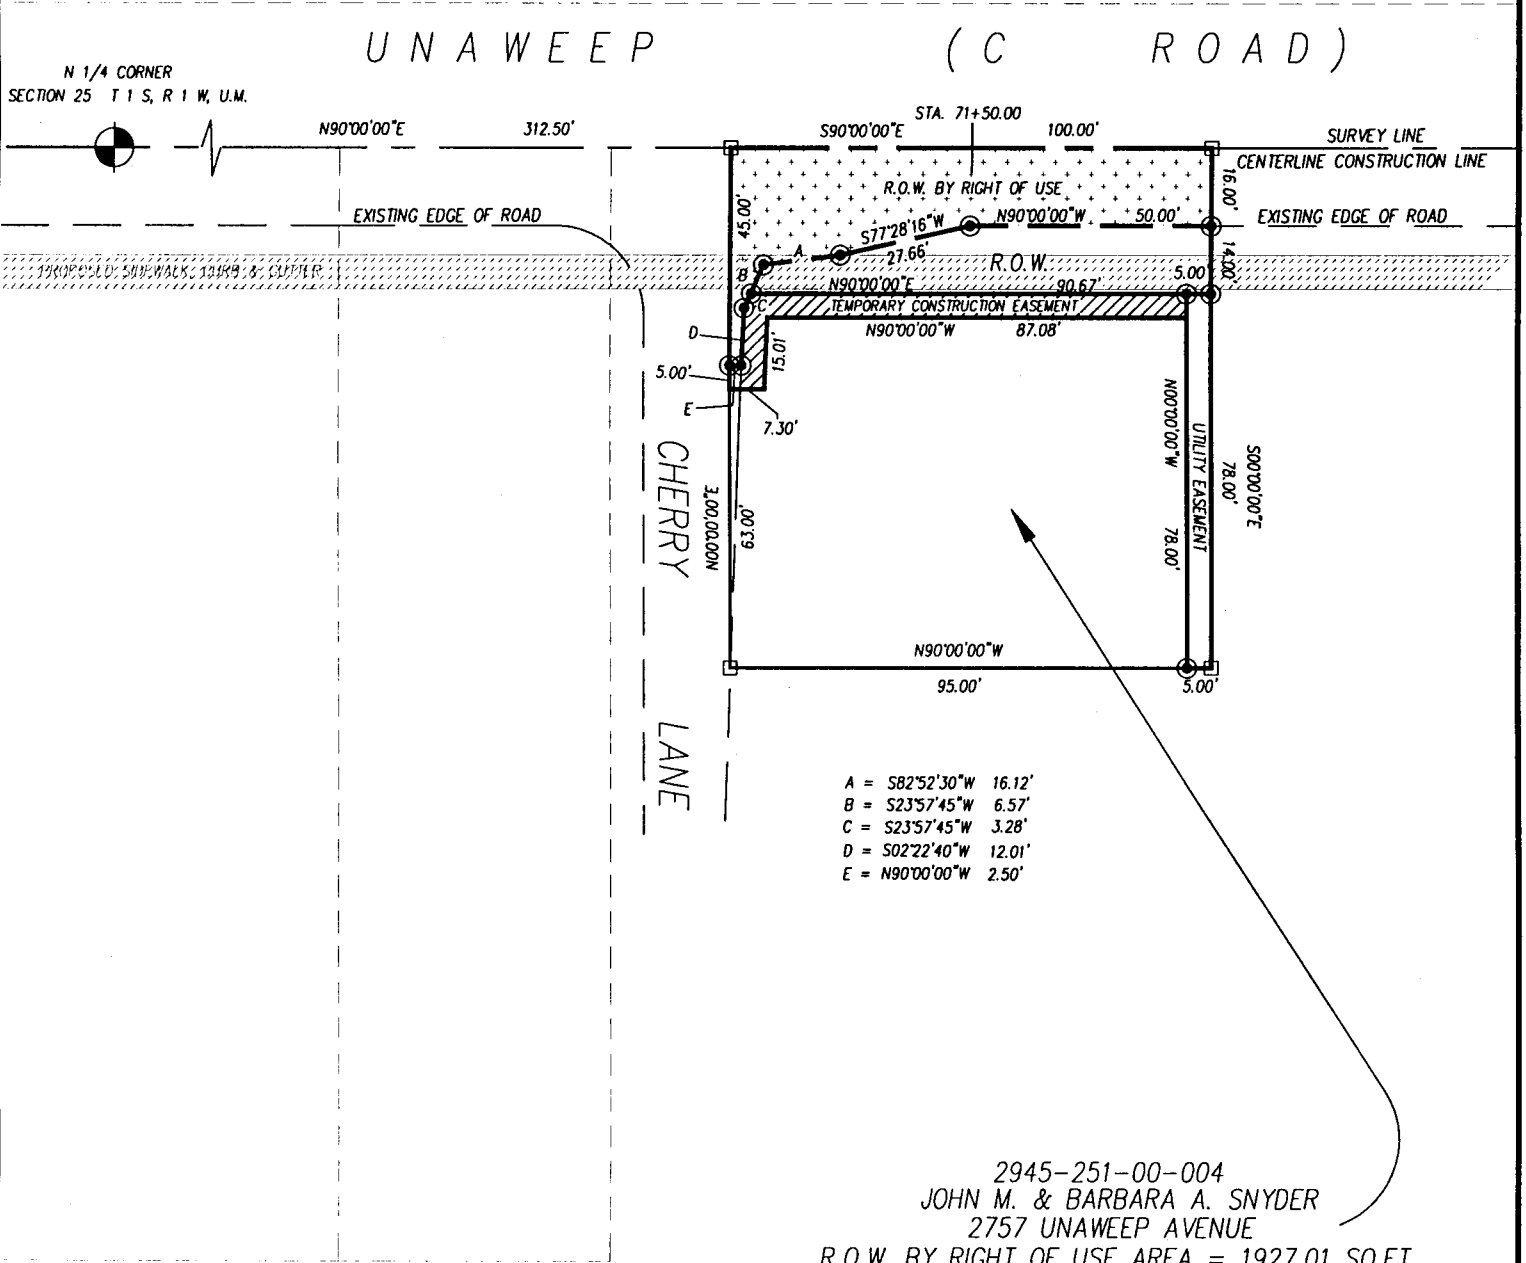 UNAWEEP (C ROAD)
N 1/4 CORNER
SECTION 25 T 1 S, R 1 W, U.M.
N90°00'00"E 312.50'
STA. 71+50.00
S90°00'00"E 100.00'
SURVEY LINE
CENTERLINE CONSTRUCTION LINE
R.O.W. BY RIGHT OF USE
16.00'
45.00'
EXISTING EDGE OF ROAD
S77°28'16"W
27.66'
N90°00'00"W 50.00'
EXISTING EDGE OF ROAD
A
R.O.W.
14.00'
PROPOSED SIDEWALK, CURB & GUTTER
B
N90°00'00"E 90.67'
5.00'
C
TEMPORARY CONSTRUCTION EASEMENT
N90°00'00"W 87.08'
D
15.01'
5.00'
E
7.30'
N00°00'00"W 78.00'
UTILITY EASEMENT
S00°00'00"E
78.00'
CHERRY LANE
N00°00'00"E
63.00'
N90°00'00"W
95.00'
5.00'
A = S82°52'30"W 16.12'
B = S23°57'45"W 6.57'
C = S23°57'45"W 3.28'
D = S02°22'40"W 12.01'
E = N90°00'00"W 2.50'
2945-251-00-004
JOHN M. & BARBARA A. SNYDER
2757 UNAWEEP AVENUE
R.O.W. BY RIGHT OF USE AREA = 1927.01 SQ.FT.